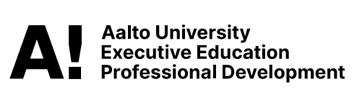 A! Aalto University
Executive Education
Professional Development